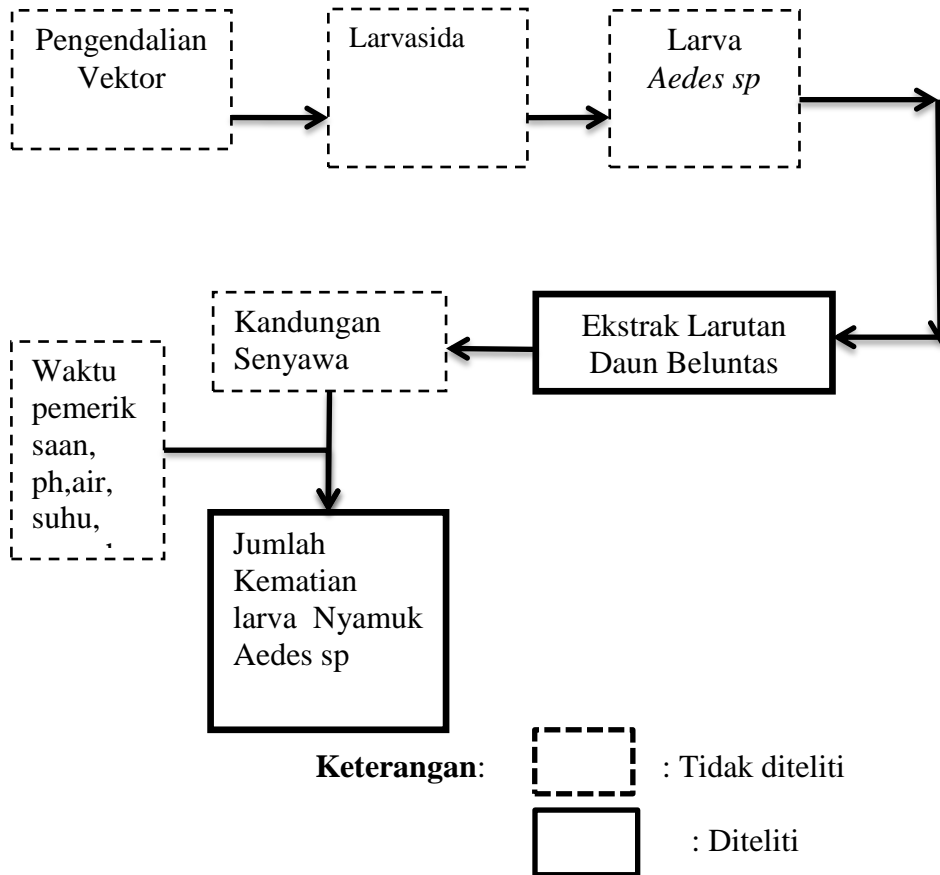 Pengendalian
Vektor
Larvasida
Larva
Aedes sp
Ekstrak Larutan
Daun Beluntas
Kandungan
Senyawa
Waktu
pemerik
saan,
ph,air,
suhu,
Jumlah
Kematian
larva Nyamuk
Aedes sp
Keterangan:
: Tidak diteliti
: Diteliti